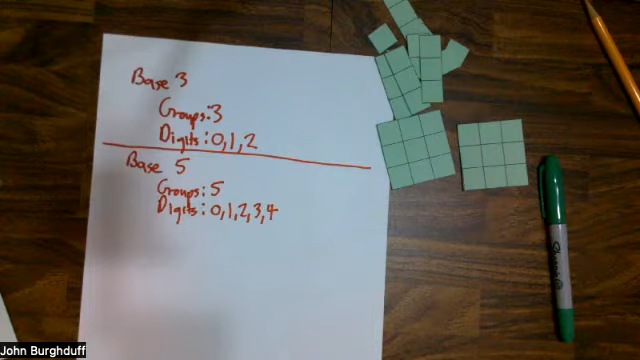 Base 3
Groups: 3
Digits: 0, 1, 2
Base 5
Groups: 5
Digits: 0, 1, 2, 3, 4
Sharpie
John Burghduff